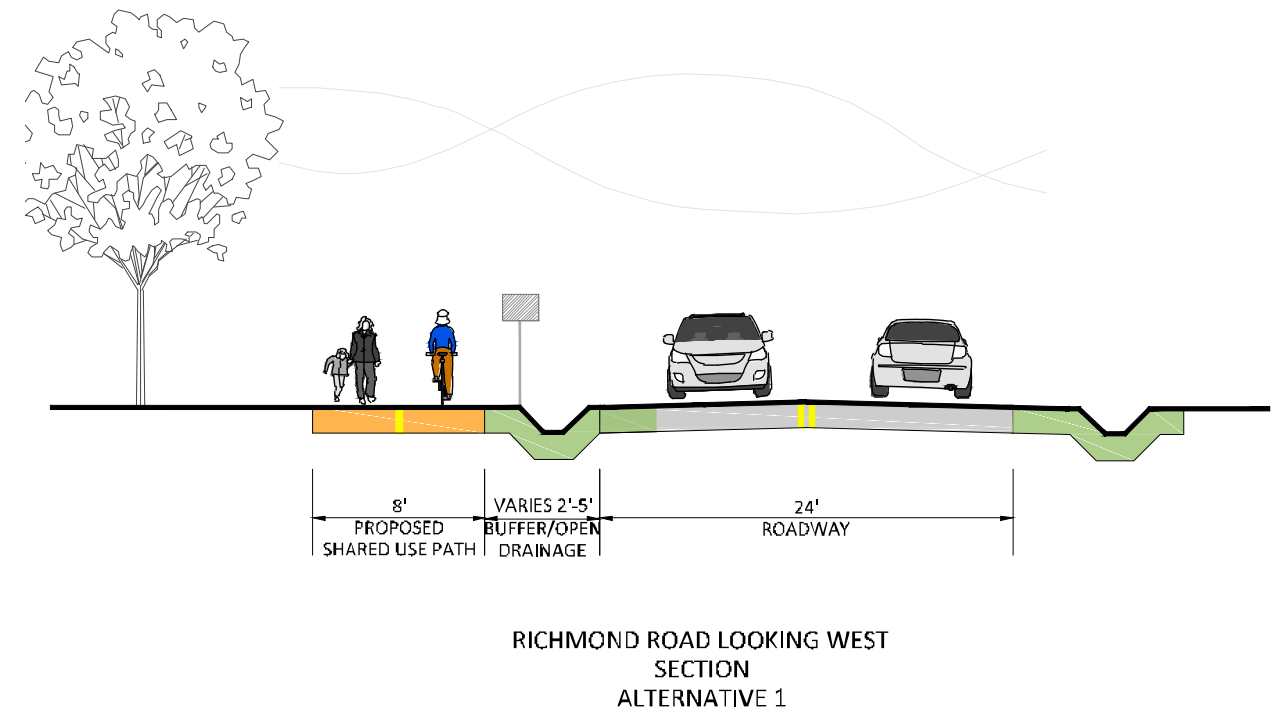 8'
PROPOSED
SHARED USE PATH
VARIES 2'-5'
BUFFER/OPEN
DRAINAGE
24'
ROADWAY
RICHMOND ROAD LOOKING WEST
SECTION
ALTERNATIVE 1